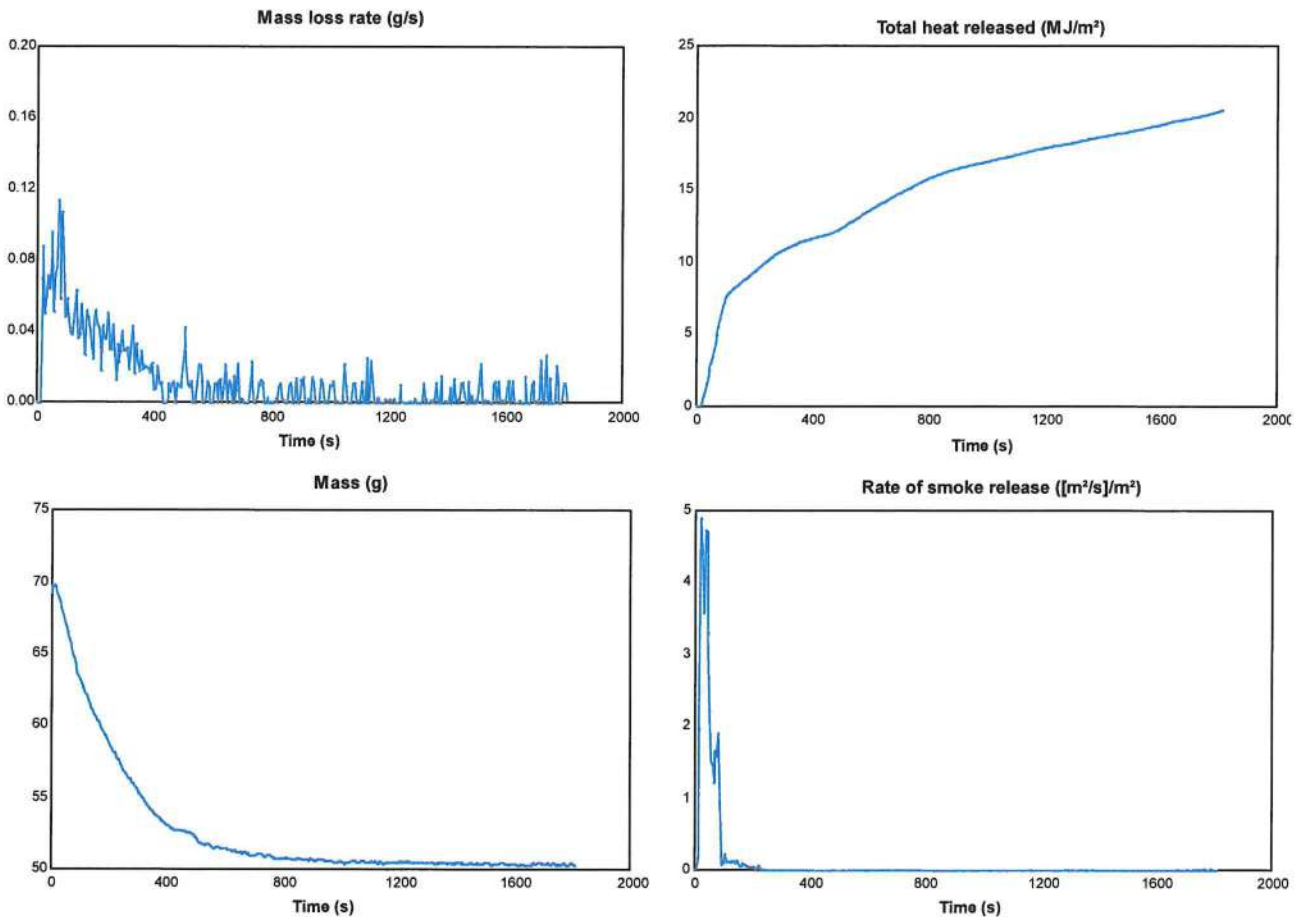 Mass loss rate (g/s)
0.20
0.16
0.12
0.08
0.04
0.00
0 400 800 1200 1600 2000
Time (s)
Total heat released (MJ/m²)
25
20
15
10
5
0
0 400 800 1200 1600 2000
Time (s)
Mass (g)
75
70
65
60
55
50
0 400 800 1200 1600 2000
Time (s)
Rate of smoke release ([m²/s]/m²)
5
4
3
2
1
0
0 400 800 1200 1600 2000
Time (s)